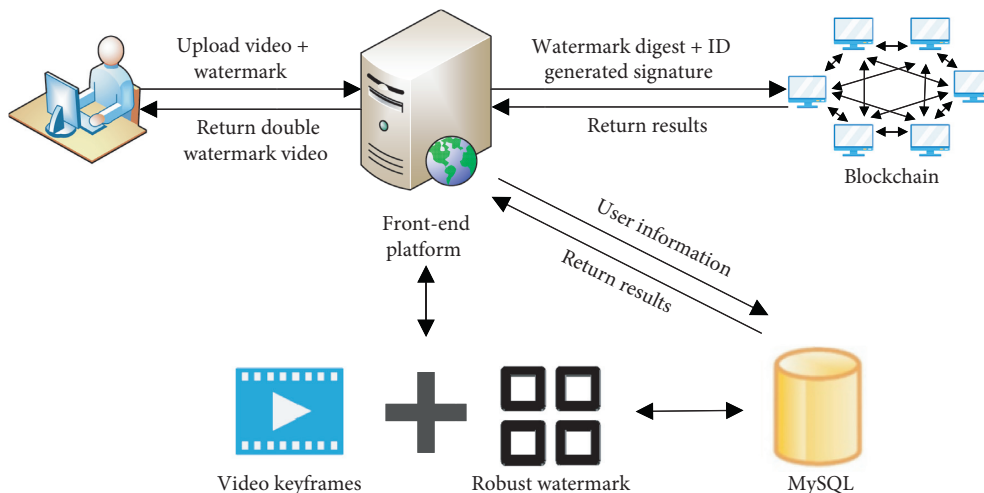 Upload video +
watermark
Return double
watermark video
Watermark digest + ID
generated signature
Return results
Blockchain
Front-end
platform
User information
Return results
Video keyframes
Robust watermark
MySQL